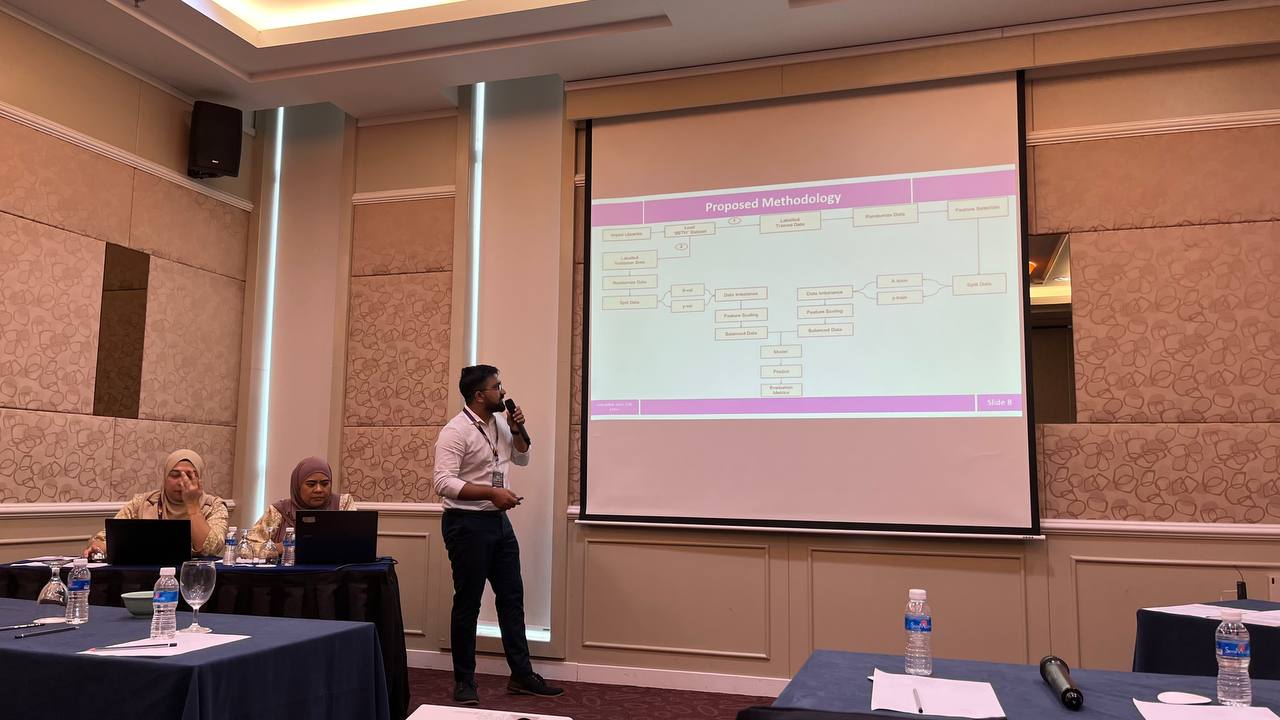 Proposed Methodology
Import Libraries
Load
"BETH" Dataset
1
Labelled
Trained Data
Randomize Data
Feature Selection
2
Labelled
Validation Data
Randomize Data
Split Data
X-val
y-val
Data Imbalance
Feature Scaling
Balanced Data
Data Imbalance
Feature Scaling
Balanced Data
X-train
y-train
Split Data
Model
Predict
Evaluation
Metrics
Slide 8